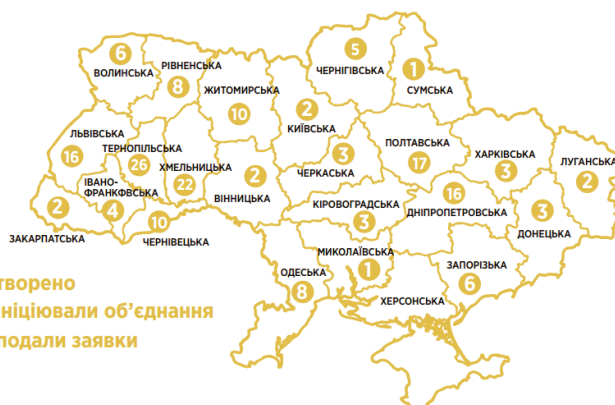 6
ВОЛИНСЬКА
РІВНЕНСЬКА
8
ЖИТОМИРСЬКА
10
5
ЧЕРНІГІВСЬКА
1
СУМСЬКА
2
КИЇВСЬКА
ЛЬВІВСЬКА
16
ТЕРНОПІЛЬСЬКА
26
ХМЕЛЬНИЦЬКА
22
2
ВІННИЦЬКА
3
ЧЕРКАСЬКА
ПОЛТАВСЬКА
17
ХАРКІВСЬКА
3
ЛУГАНСЬКА
2
ІВАНО-
ФРАНКФВСЬКА
4
2
ЗАКАРПАТСЬКА
10
ЧЕРНІВЕЦЬКА
КІРОВОГРАДСЬКА
3
16
ДНІПРОПЕТРОВСЬКА
3
ДОНЕЦЬКА
МИКОЛАЇВСЬКА
1
ОДЕСЬКА
8
ЗАПОРІЗЬКА
6
ХЕРСОНСЬКА
творено
ніціювали об’єднання
подали заявки